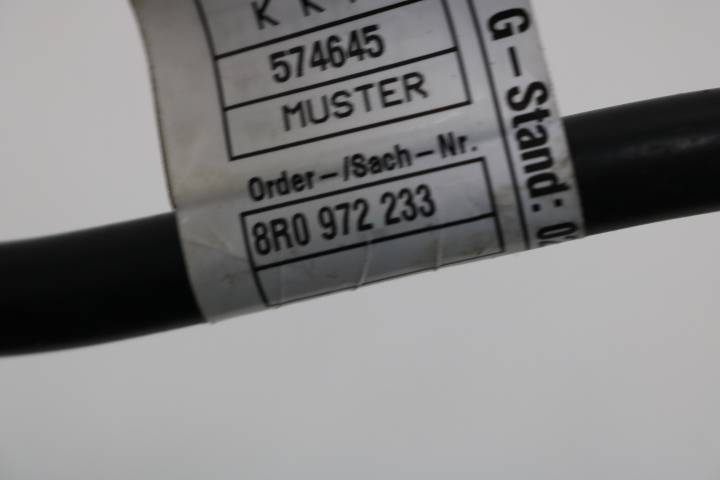 K K
574645
MUSTER
Order-/Sach-Nr.
8R0 972 233
G-Stand: